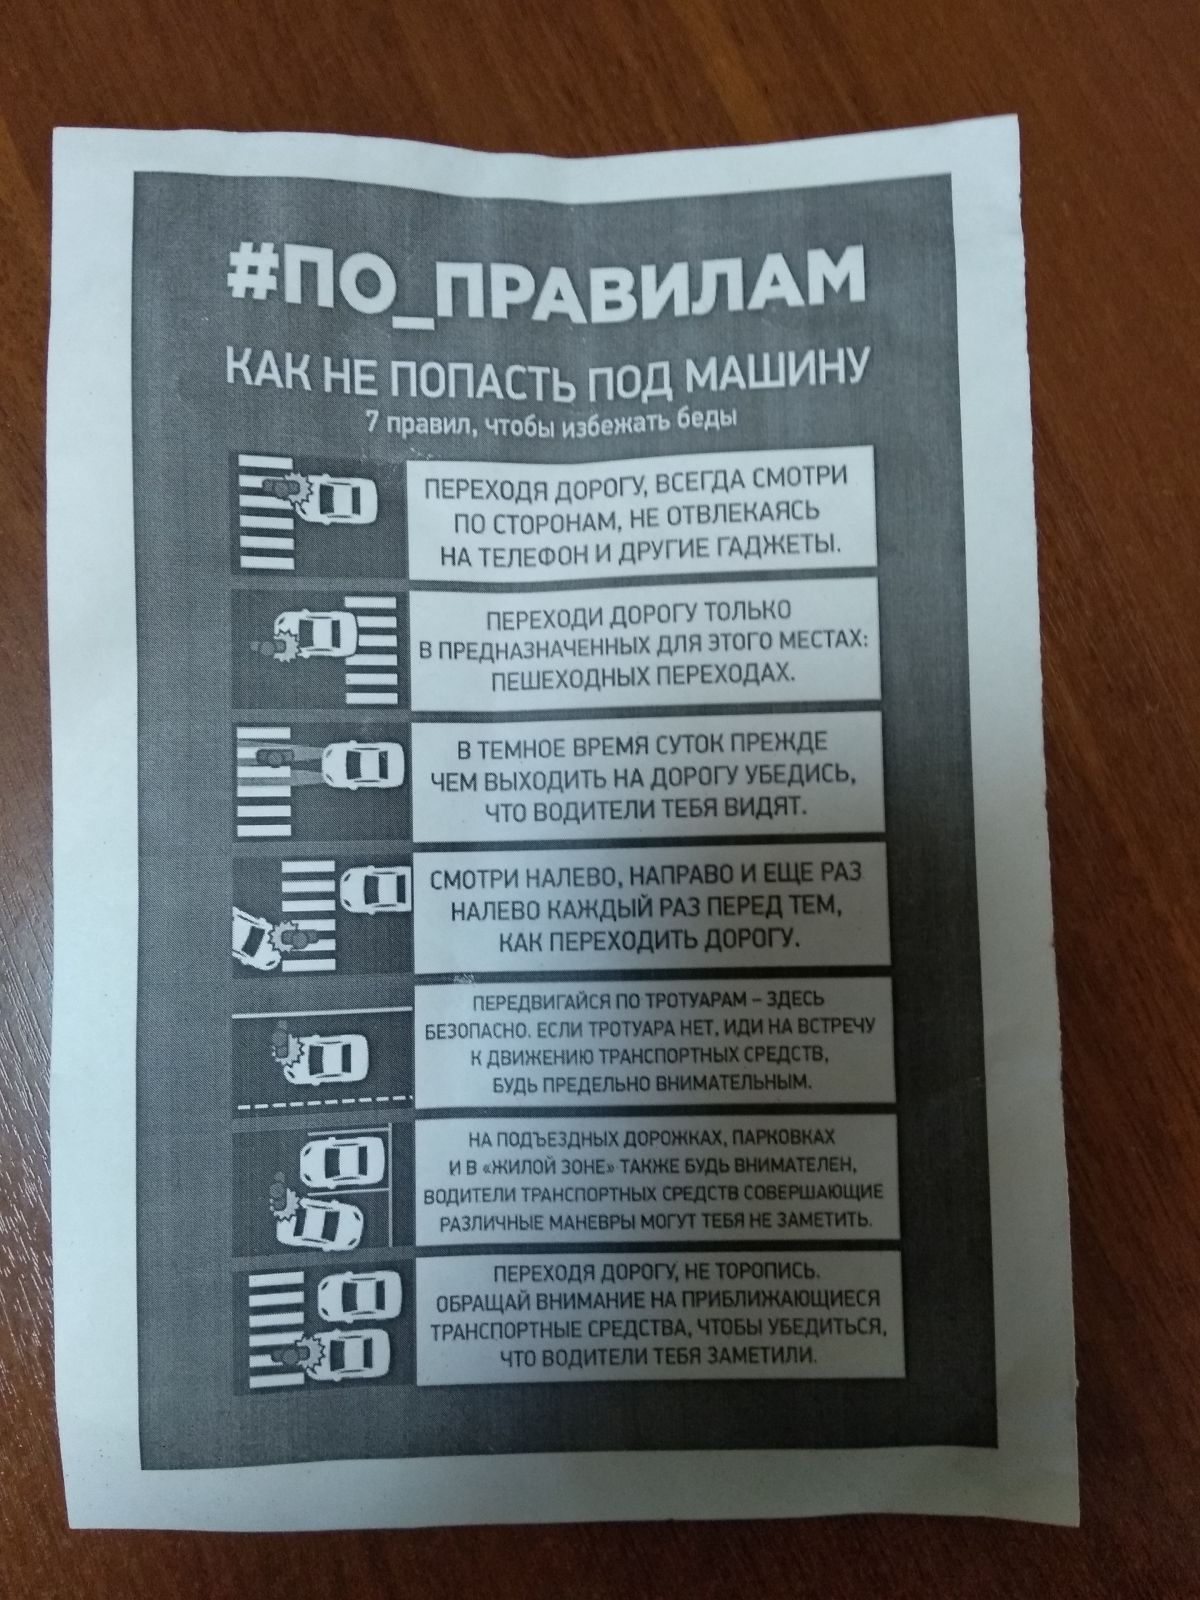 #ПО_ПРАВИЛАМ
КАК НЕ ПОПАСТЬ ПОД МАШИНУ
7 правил, чтобы избежать беды
ПЕРЕХОДЯ ДОРОГУ, ВСЕГДА СМОТРИ
ПО СТОРОНАМ, НЕ ОТВЛЕКАЯСЬ
НА ТЕЛЕФОН И ДРУГИЕ ГАДЖЕТЫ.
ПЕРЕХОДИ ДОРОГУ ТОЛЬКО
В ПРЕДНАЗНАЧЕННЫХ ДЛЯ ЭТОГО МЕСТАХ:
ПЕШЕХОДНЫХ ПЕРЕХОДАХ.
В ТЕМНОЕ ВРЕМЯ СУТОК ПРЕЖДЕ
ЧЕМ ВЫХОДИТЬ НА ДОРОГУ УБЕДИСЬ,
ЧТО ВОДИТЕЛИ ТЕБЯ ВИДЯТ.
СМОТРИ НАЛЕВО, НАПРАВО И ЕЩЕ РАЗ
НАЛЕВО КАЖДЫЙ РАЗ ПЕРЕД ТЕМ,
КАК ПЕРЕХОДИТЬ ДОРОГУ.
ПЕРЕДВИГАЙСЯ ПО ТРОТУАРАМ – ЗДЕСЬ
БЕЗОПАСНО. ЕСЛИ ТРОТУАРА НЕТ, ИДИ НА ВСТРЕЧУ
К ДВИЖЕНИЮ ТРАНСПОРТНЫХ СРЕДСТВ,
БУДЬ ПРЕДЕЛЬНО ВНИМАТЕЛЬНЫМ.
НА ПОДЪЕЗДНЫХ ДОРОЖКАХ, ПАРКОВКАХ
И В «ЖИЛОЙ ЗОНЕ» ТАКЖЕ БУДЬ ВНИМАТЕЛЕН,
ВОДИТЕЛИ ТРАНСПОРТНЫХ СРЕДСТВ СОВЕРШАЮЩИЕ
РАЗЛИЧНЫЕ МАНЕВРЫ МОГУТ ТЕБЯ НЕ ЗАМЕТИТЬ.
ПЕРЕХОДЯ ДОРОГУ, НЕ ТОРОПИСЬ.
ОБРАЩАЙ ВНИМАНИЕ НА ПРИБЛИЖАЮЩИЕСЯ
ТРАНСПОРТНЫЕ СРЕДСТВА, ЧТОБЫ УБЕДИТЬСЯ,
ЧТО ВОДИТЕЛИ ТЕБЯ ЗАМЕТИЛИ.